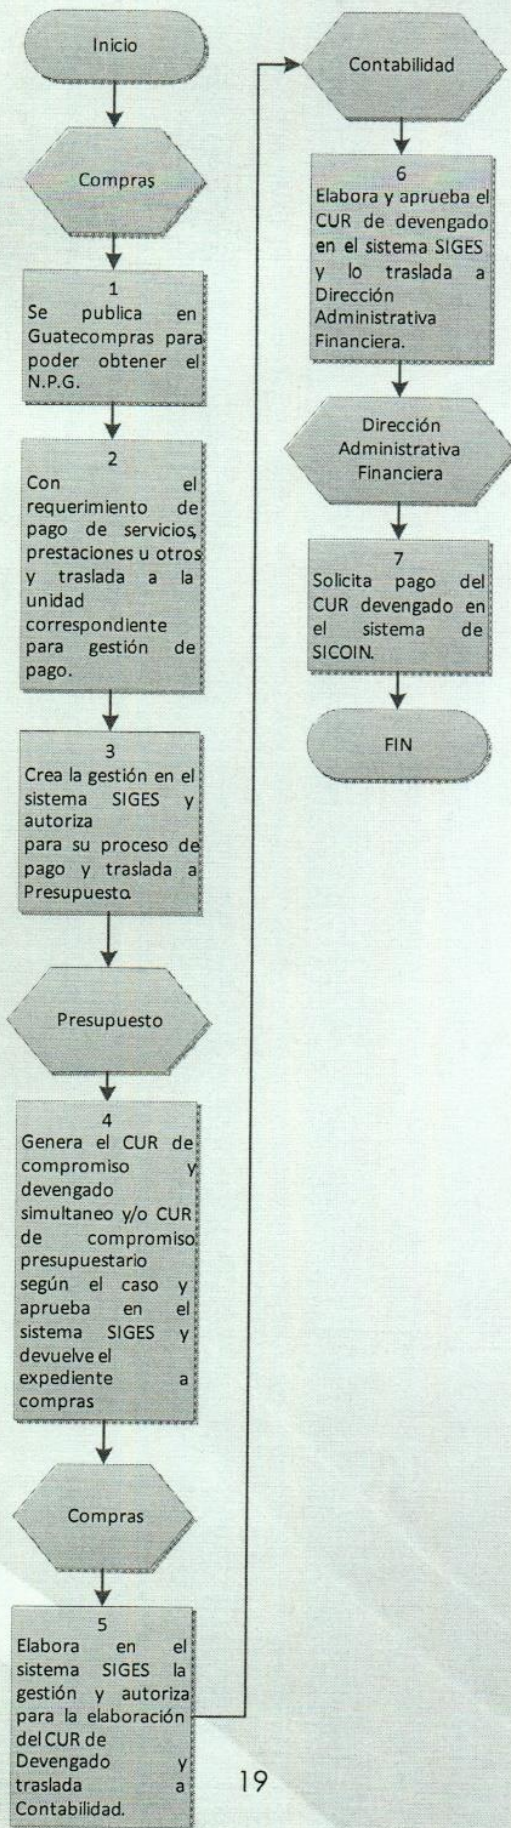 Inicio
Compras
1
Se publica en
Guatecompras para
poder obtener el
N.P.G.
2
Con el
requerimiento de
pago de servicios,
prestaciones u otros
y traslada a la
unidad
correspondiente
para gestión de
pago.
3
Crea la gestión en el
sistema SIGES y
autoriza
para su proceso de
pago y traslada a
Presupuesto.
Presupuesto
4
Genera el CUR de
compromiso y
devengado
simultaneo y/o CUR
de compromiso
presupuestario
según el caso y
aprueba en el
sistema SIGES y
devuelve el
expediente a
compras
Compras
5
Elabora en el
sistema SIGES la
gestión y autoriza
para la elaboración
del CUR de
Devengado y
traslada a
Contabilidad.
Contabilidad
6
Elabora y aprueba el
CUR de devengado
en el sistema SIGES
y lo traslada a
Dirección
Administrativa
Financiera.
Dirección
Administrativa
Financiera
7
Solicita pago del
CUR devengado en
el sistema de
SICOIN.
FIN
19